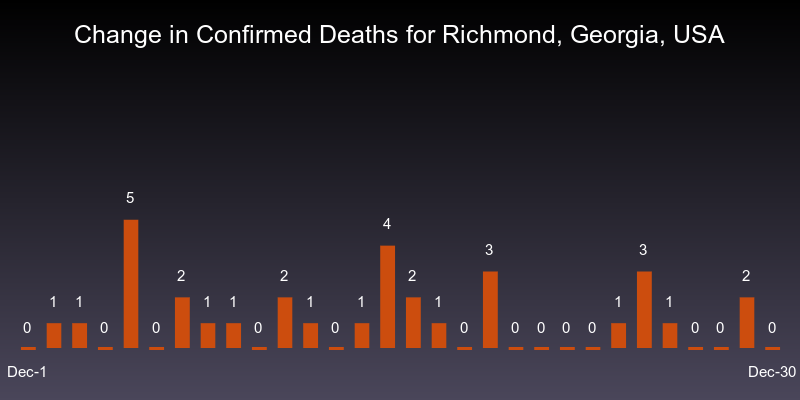 Change in Confirmed Deaths for Richmond, Georgia, USA
5
4
3 3
2 2 2 2
1 1 1 1 1 1 1 1 1
0 0 0 0 0 0 0 0 0 0 0 0 0
Dec-1 Dec-30